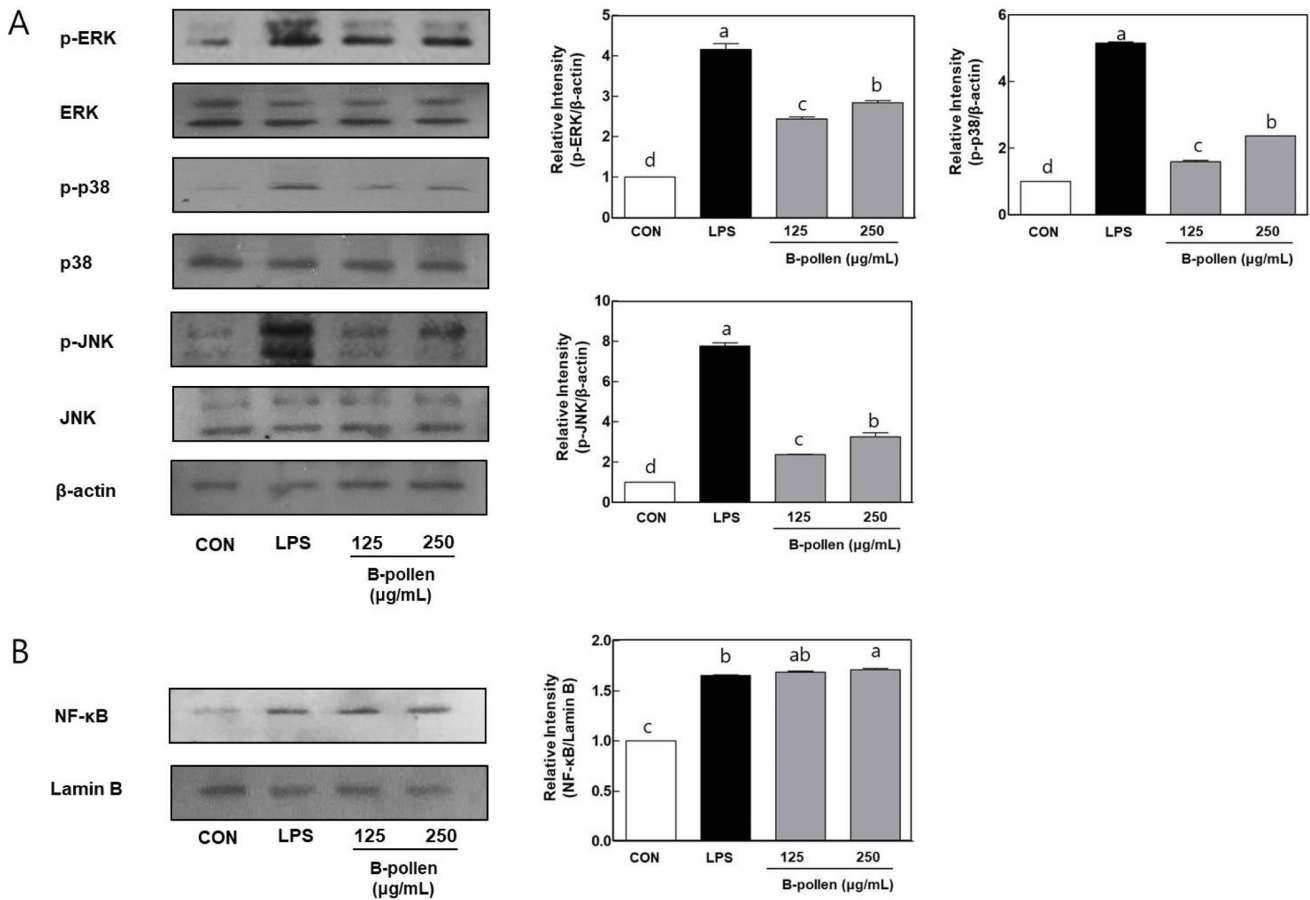 A
p-ERK
ERK
p-p38
p38
p-JNK
JNK
β-actin
CON LPS 125 250
B-pollen
(µg/mL)
Relative Intensity
(p-ERK/β-actin)
5
4
3
2
1
0
d
a
c
b
CON LPS 125 250
B-pollen (µg/mL)
Relative Intensity
(p-p38/β-actin)
6
4
2
0
d
a
c
b
CON LPS 125 250
B-pollen (µg/mL)
Relative Intensity
(p-JNK/β-actin)
10
8
6
4
2
0
d
a
c
b
CON LPS 125 250
B-pollen (µg/mL)
B
NF-κB
Lamin B
CON LPS 125 250
B-pollen
(µg/mL)
Relative Intensity
(NF-κB/Lamin B)
2.0
1.5
1.0
0.5
0.0
c
b
ab
a
CON LPS 125 250
B-pollen (µg/mL)